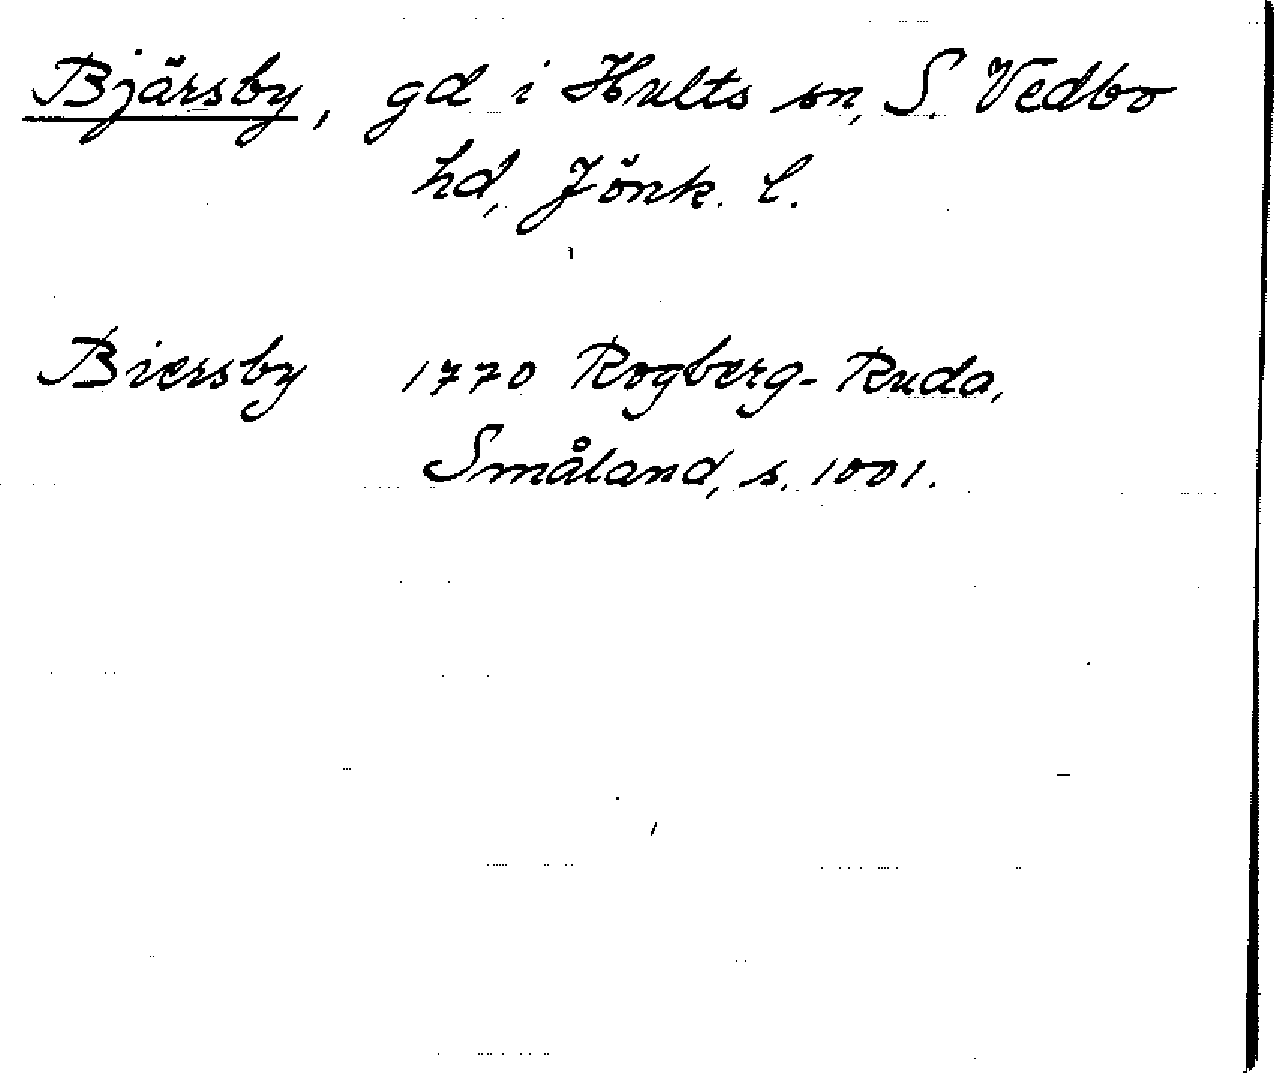 Bjärsby, gd i Hults sn, S. Vedbo
hd, Jönk. l.
Biersby 1770 Rogberg-Ruda,
Småland, s. 1001.